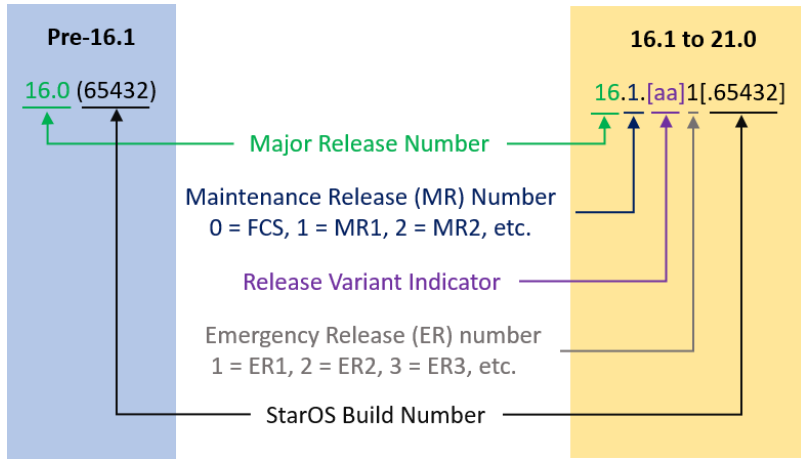 Pre-16.1
16.1 to 21.0
16.0 (65432)
16.1.[aa]1[.65432]
Major Release Number
Maintenance Release (MR) Number
0 = FCS, 1 = MR1, 2 = MR2, etc.
Release Variant Indicator
Emergency Release (ER) number
1 = ER1, 2 = ER2, 3 = ER3, etc.
StarOS Build Number